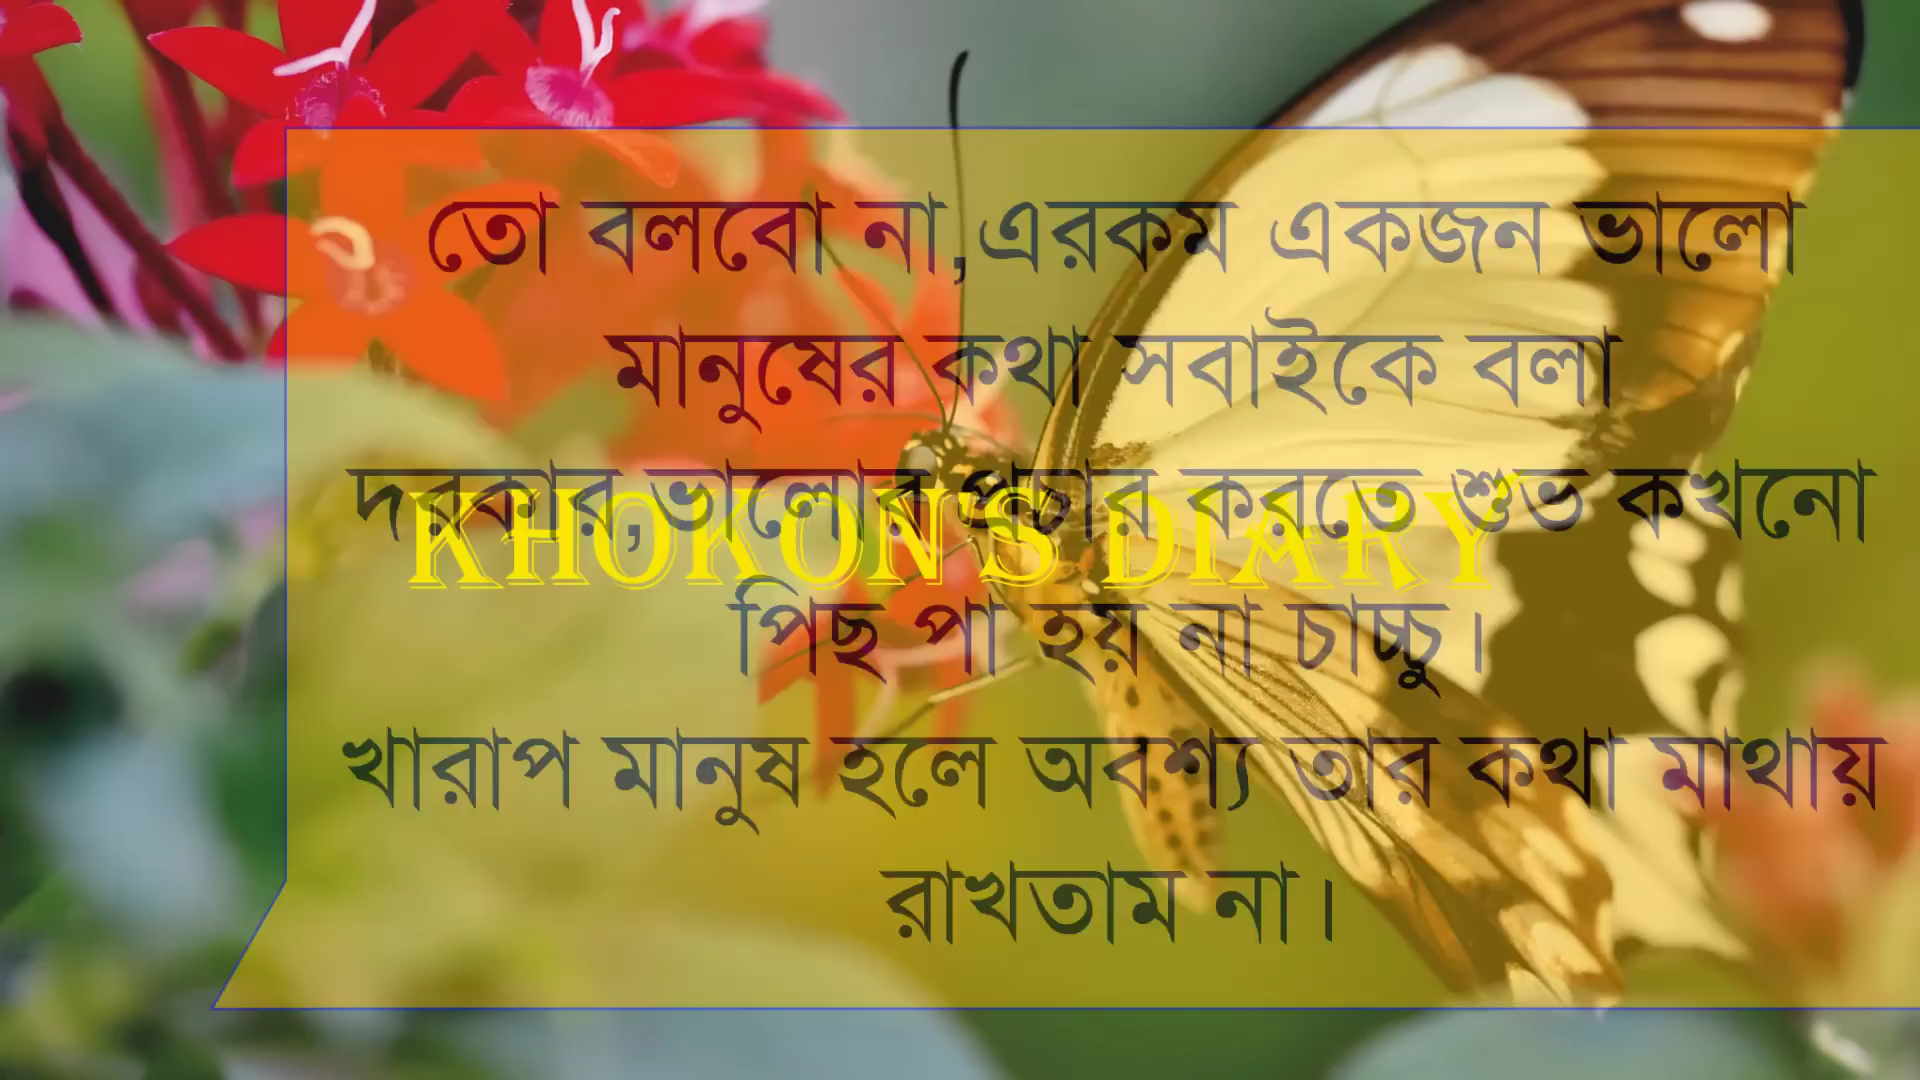 তো বলবো না,এরকম একজন ভালো
মানুষের কথা সবাইকে বলা
দরকার,ভালোর প্রচার করতে শুভ কখনো
KHOKON'S DIARY
পিছ পা হয় না চাচ্চু।
খারাপ মানুষ হলে অবশ্য তার কথা মাথায়
রাখতাম না।